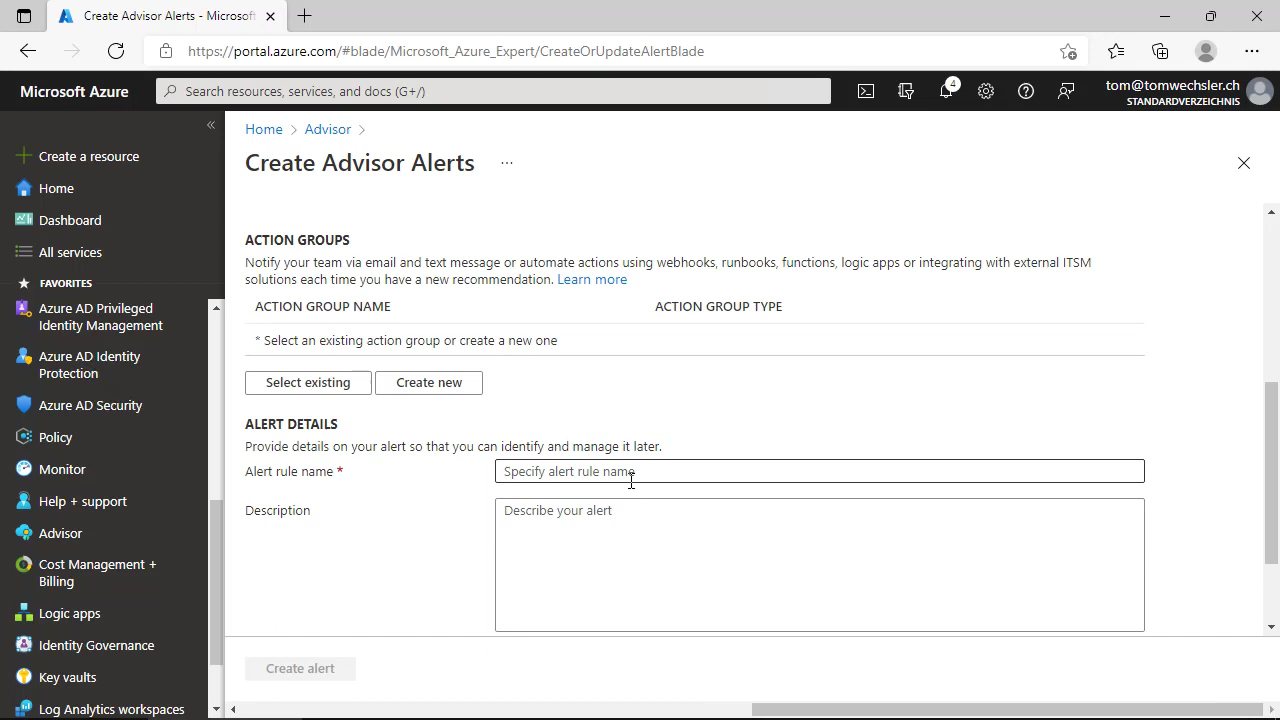 Create Advisor Alerts - Microsoft
https://portal.azure.com/#blade/Microsoft_Azure_Expert/CreateOrUpdateAlertBlade
Microsoft Azure
Search resources, services, and docs (G+/)
4
tom@tomwechsler.ch
STANDARDVERZEICHNIS
Create a resource
Home
Dashboard
All services
FAVORITES
Azure AD Privileged
Identity Management
Azure AD Identity
Protection
Azure AD Security
Policy
Monitor
Help + support
Advisor
Cost Management +
Billing
Logic apps
Identity Governance
Key vaults
Log Analytics workspaces
Home > Advisor >
Create Advisor Alerts ...
ACTION GROUPS
Notify your team via email and text message or automate actions using webhooks, runbooks, functions, logic apps or integrating with external ITSM
solutions each time you have a new recommendation. Learn more
ACTION GROUP NAME ACTION GROUP TYPE
* Select an existing action group or create a new one
Select existing Create new
ALERT DETAILS
Provide details on your alert so that you can identify and manage it later.
Alert rule name * Specify alert rule name
Description Describe your alert
Create alert